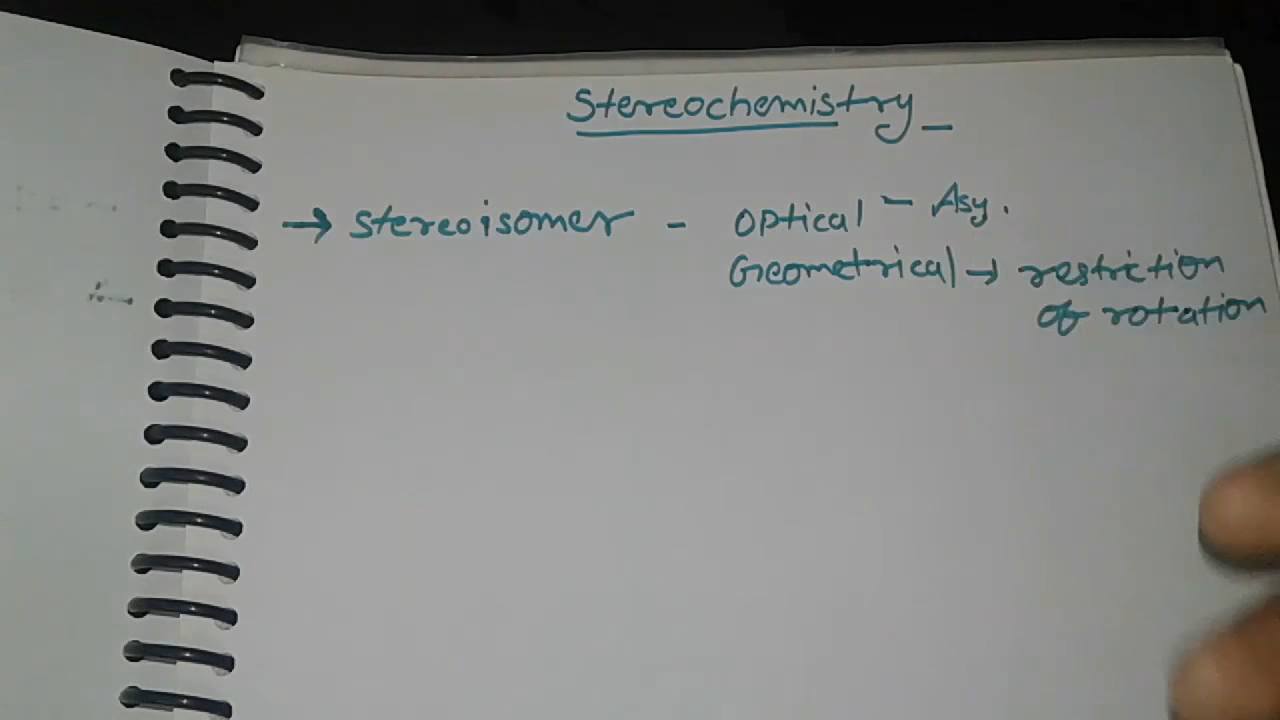 Stereochemistry -
→ stereoisomer - optical - Asy.
Geometrical → restriction
of rotation